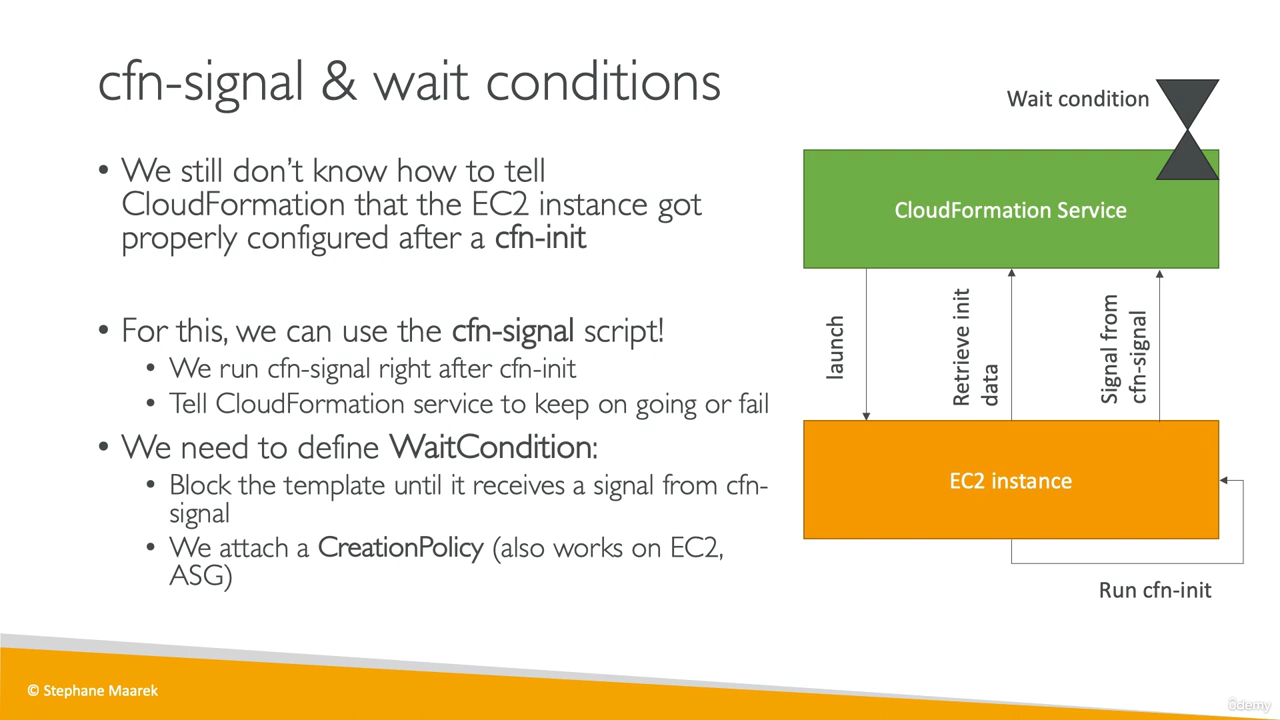 cfn-signal & wait conditions
• We still don't know how to tell
CloudFormation that the EC2 instance got
properly configured after a cfn-init
• For this, we can use the cfn-signal script!
• We run cfn-signal right after cfn-init
• Tell CloudFormation service to keep on going or fail
• We need to define WaitCondition:
• Block the template until it receives a signal from cfn-
signal
• We attach a CreationPolicy (also works on EC2,
ASG)
Wait condition
CloudFormation Service
launch
Retrieve init
data
Signal from
cfn-signal
EC2 instance
Run cfn-init
© Stephane Maarek
ûdemy